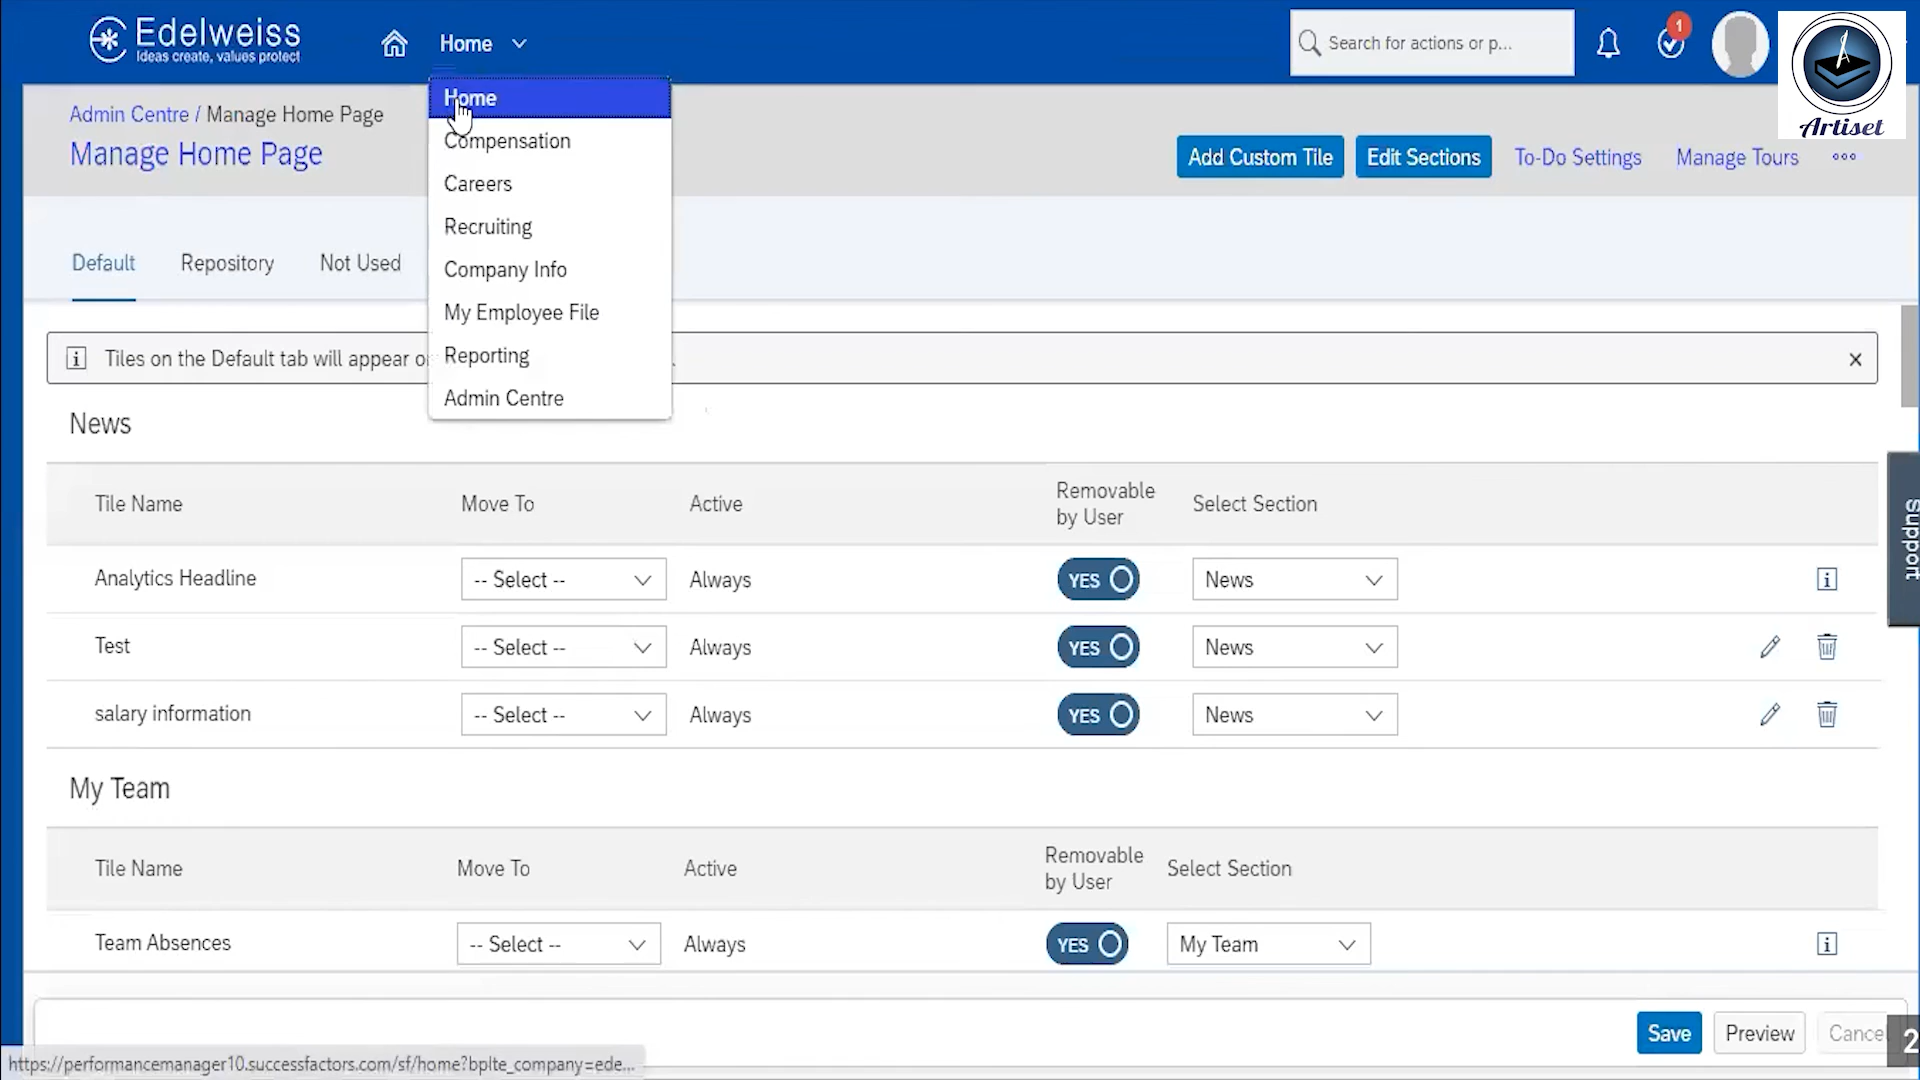 Edelweiss
Ideas create, values protect
Home
Search for actions or p...
1
Artiset
Home
Compensation
Careers
Recruiting
Company Info
My Employee File
Reporting
Admin Centre
Admin Centre / Manage Home Page
Manage Home Page
Add Custom Tile
Edit Sections
To-Do Settings
Manage Tours
Default
Repository
Not Used
Tiles on the Default tab will appear
News
Tile Name
Move To
Active
Removable
by User
Select Section
Analytics Headline
-- Select --
Always
YES
News
Test
-- Select --
Always
YES
News
salary information
-- Select --
Always
YES
News
Support
My Team
Tile Name
Move To
Active
Removable
by User
Select Section
Team Absences
-- Select --
Always
YES
My Team
Save
Preview
Cance
2
https://performancemanager10.successfactors.com/sf/home?bplte_company=ede...